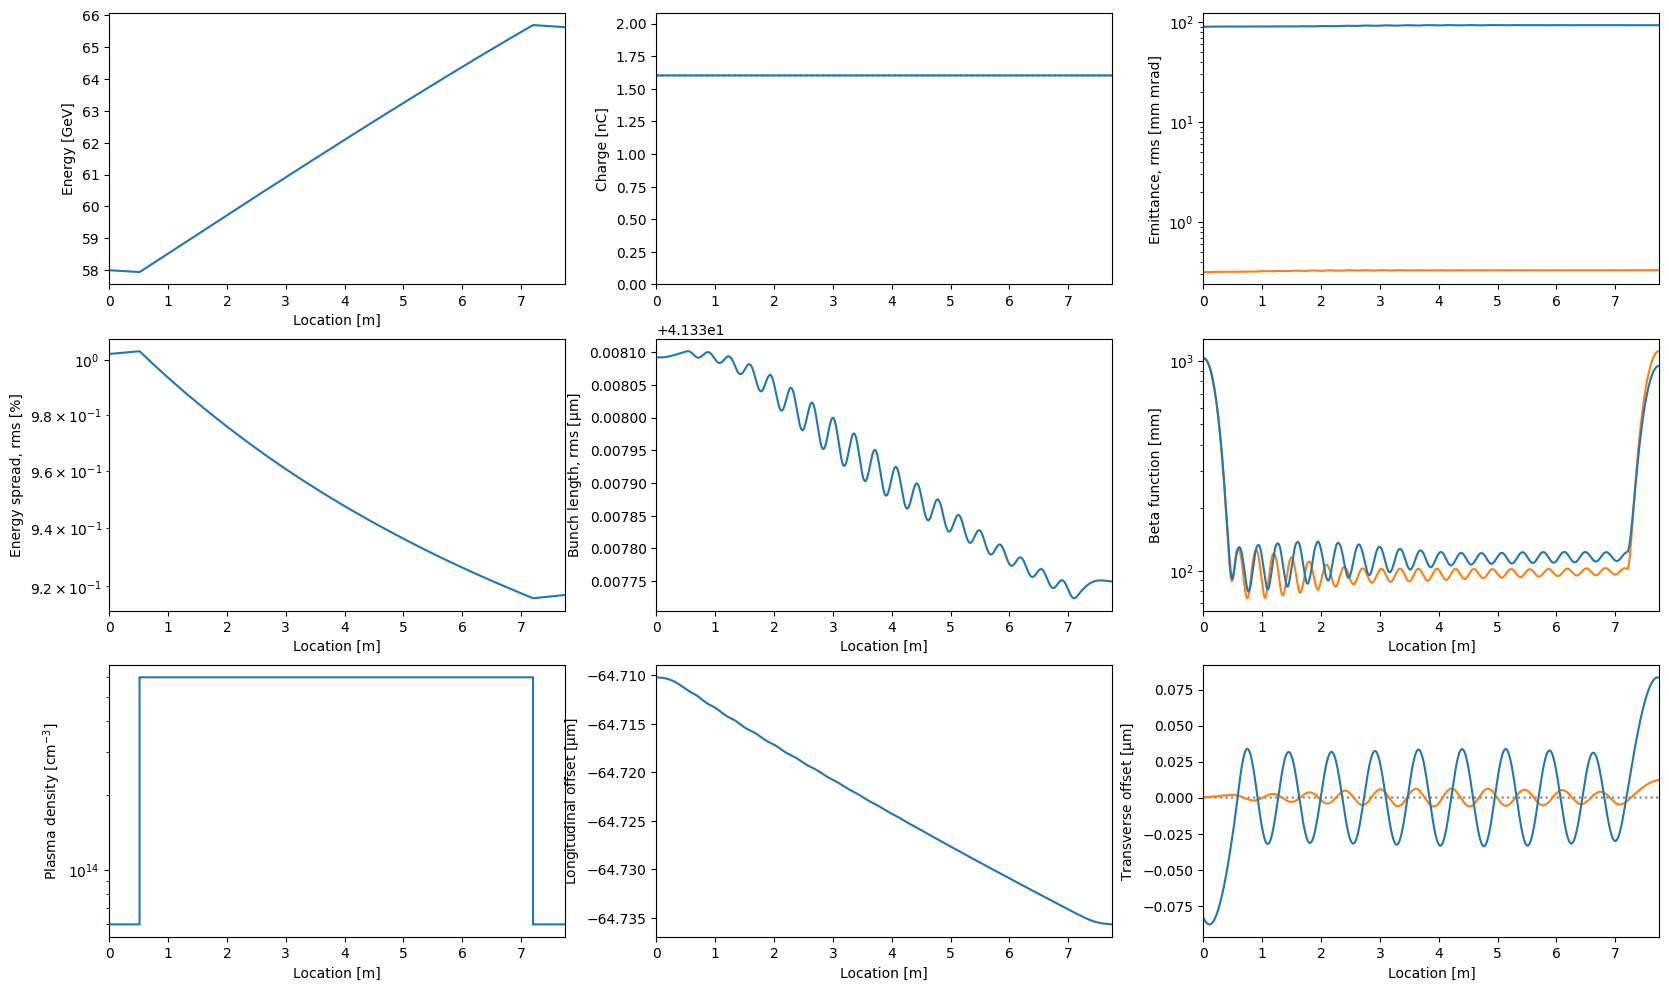 66
65
64
63
62
61
60
59
58
Energy [GeV]
0 1 2 3 4 5 6 7
Location [m]
2.00
1.75
1.50
1.25
1.00
0.75
0.50
0.25
0.00
Charge [nC]
0 1 2 3 4 5 6 7
10²
10¹
10⁰
Emittance, rms [mm mrad]
0 1 2 3 4 5 6 7
10⁰
9.8 × 10⁻¹
9.6 × 10⁻¹
9.4 × 10⁻¹
9.2 × 10⁻¹
Energy spread, rms [%]
0 1 2 3 4 5 6 7
Location [m]
+4.133e1
0.00810
0.00805
0.00800
0.00795
0.00790
0.00785
0.00780
0.00775
Bunch length, rms [μm]
0 1 2 3 4 5 6 7
Location [m]
10³
10²
Beta function [mm]
0 1 2 3 4 5 6 7
Location [m]
10¹⁴
Plasma density [cm⁻³]
0 1 2 3 4 5 6 7
Location [m]
−64.710
−64.715
−64.720
−64.725
−64.730
−64.735
Longitudinal offset [μm]
0 1 2 3 4 5 6 7
Location [m]
0.075
0.050
0.025
0.000
−0.025
−0.050
−0.075
Transverse offset [μm]
0 1 2 3 4 5 6 7
Location [m]